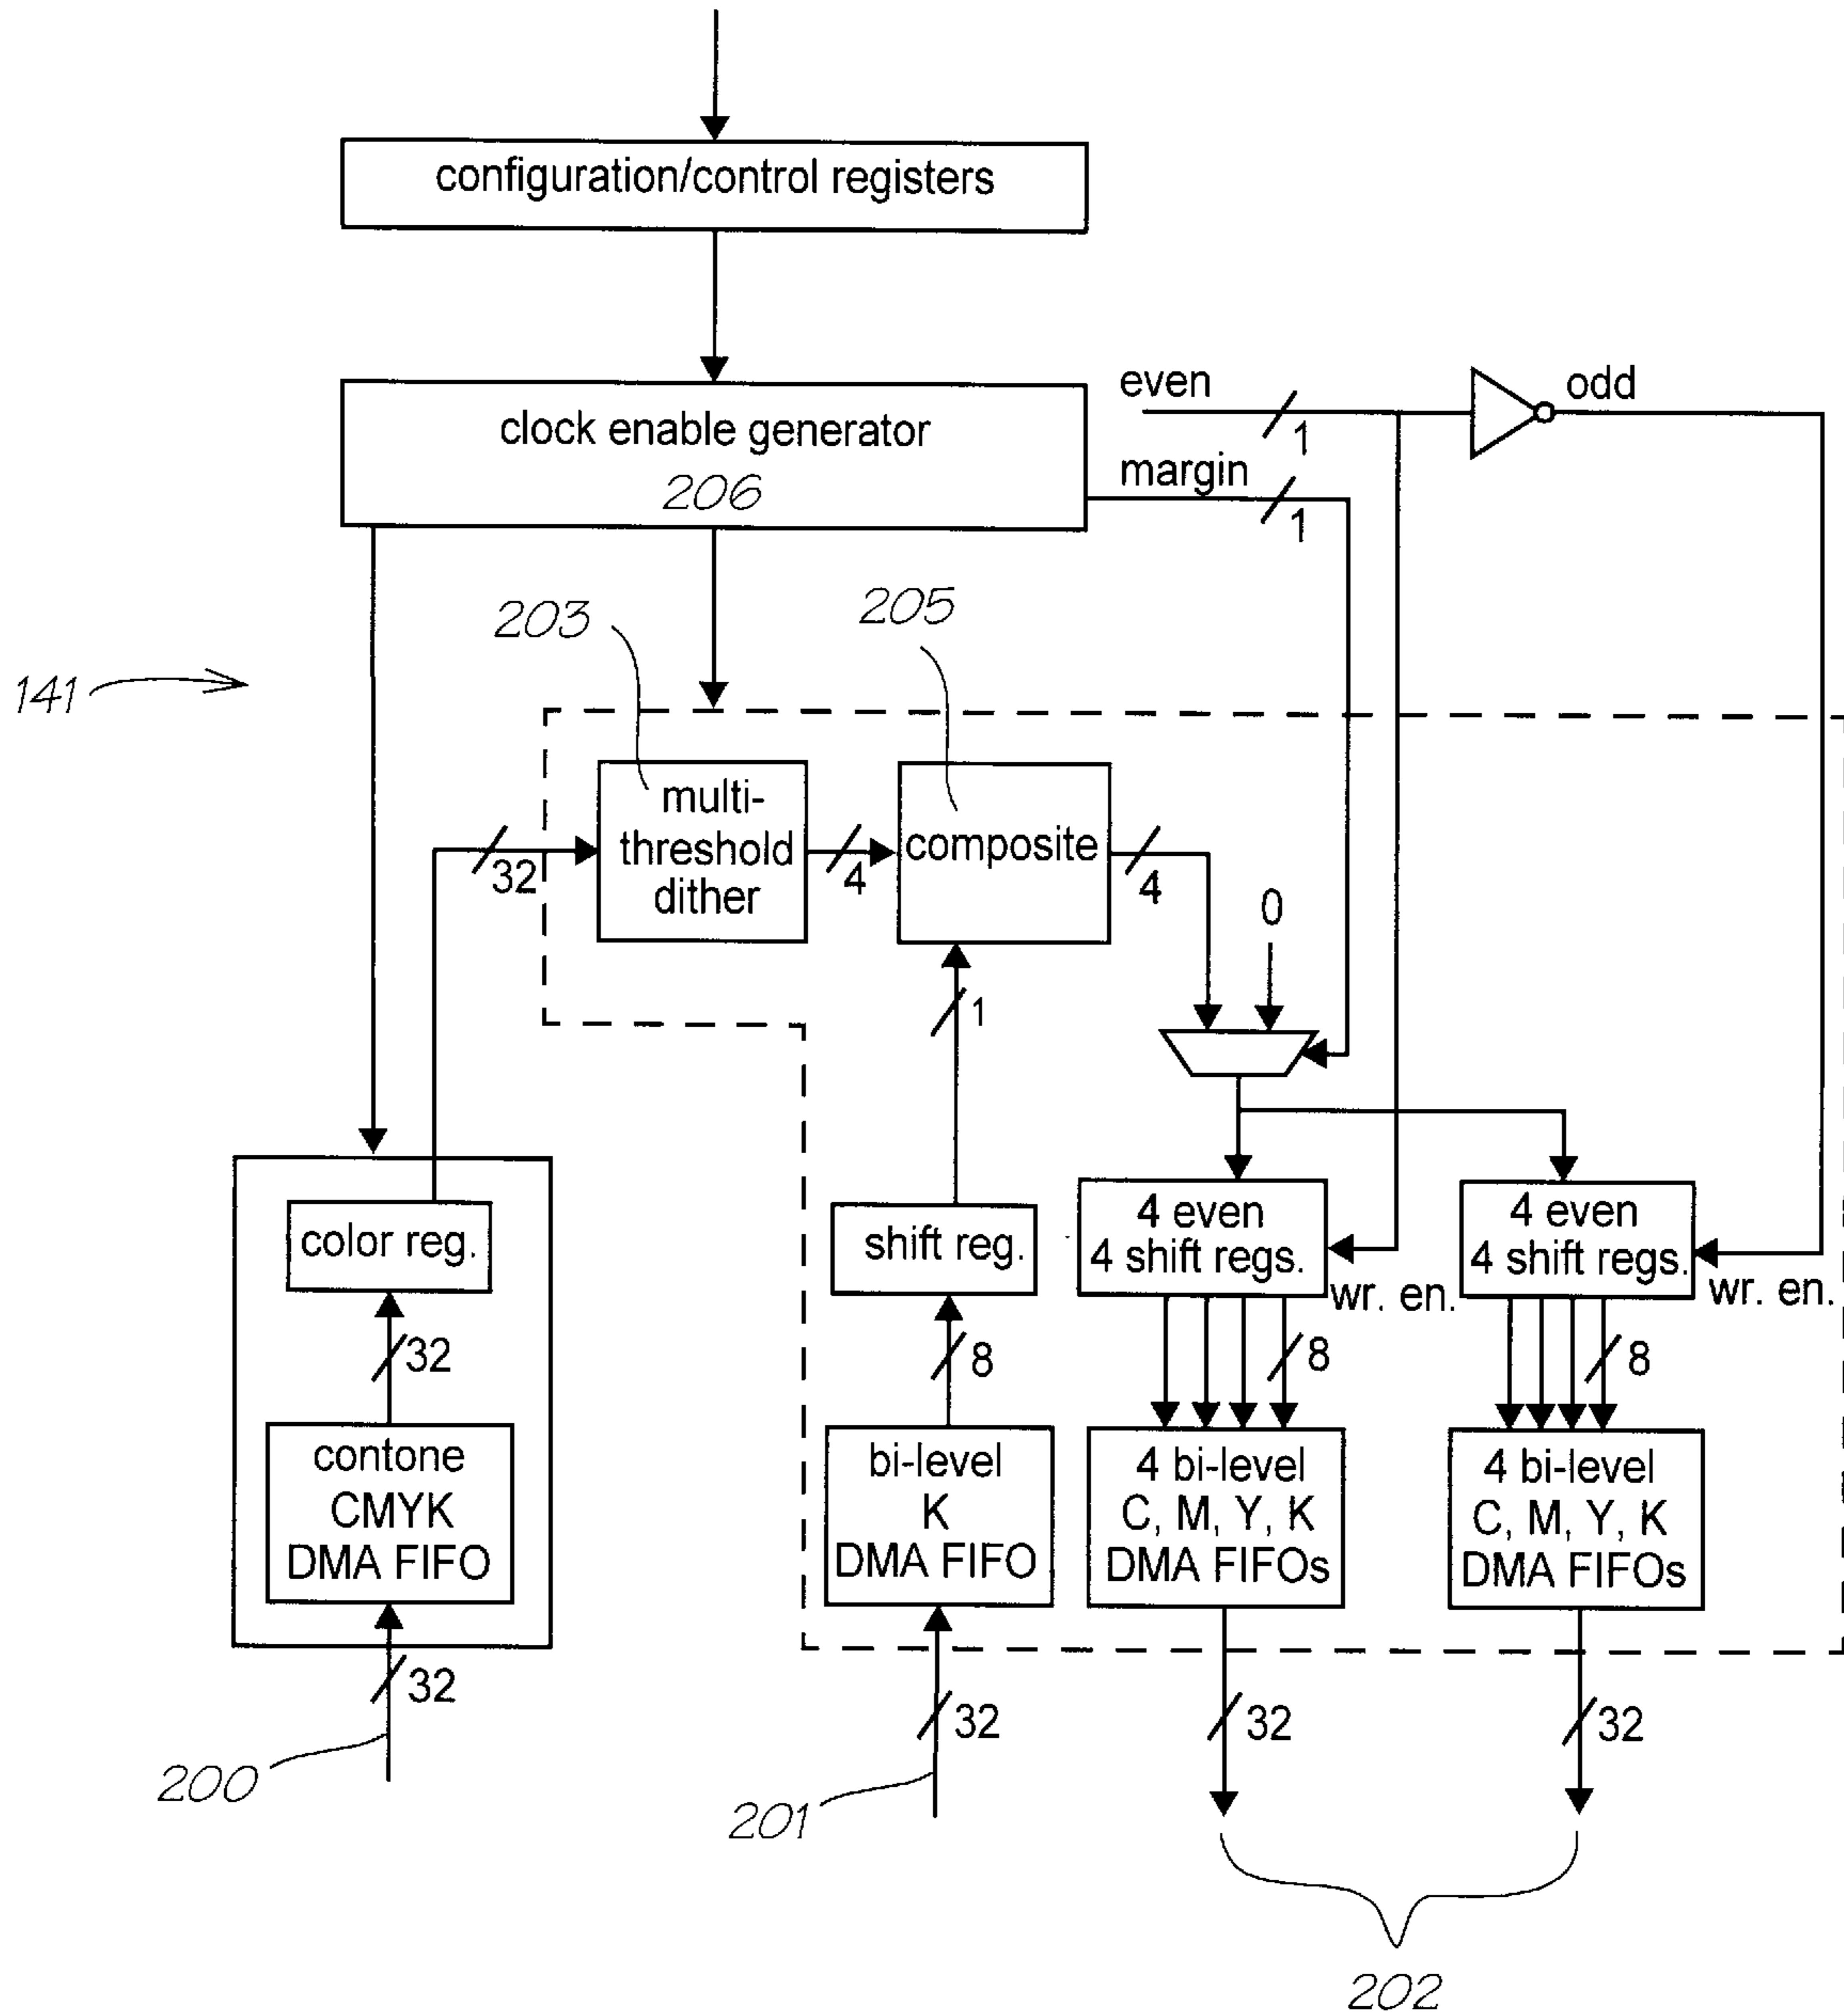 configuration/control registers
clock enable generator
206
even
1
odd
margin
1
203
205
141
multi-
threshold
dither
composite
32
4
4
0
1
color reg.
shift reg.
4 even
4 shift regs.
wr. en.
4 even
4 shift regs.
wr. en.
32
8
8
8
contone
CMYK
DMA FIFO
bi-level
K
DMA FIFO
4 bi-level
C, M, Y, K
DMA FIFOs
4 bi-level
C, M, Y, K
DMA FIFOs
32
32
32
32
200
201
202